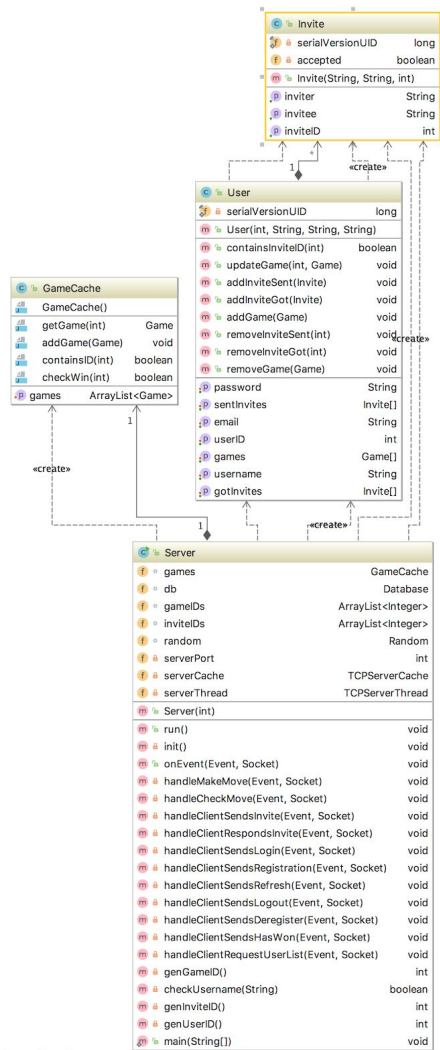 Invite
serialVersionUID long
accepted boolean
Invite(String, String, int)
inviter String
invitee String
inviteID int
*
1
«create»
User
serialVersionUID long
User(int, String, String, String)
containsInviteID(int) boolean
updateGame(int, Game) void
addInviteSent(Invite) void
addInviteGot(Invite) void
addGame(Game) void
removeInviteSent(int) void
removeInviteGot(int) void
removeGame(Game) void
password String
sentInvites Invite[]
email String
userID int
games Game[]
username String
gotInvites Invite[]
«create»
GameCache
GameCache()
getGame(int) Game
addGame(Game) void
containsID(int) boolean
checkWin(int) boolean
games ArrayList<Game>
1
«create»
1
«create»
Server
games GameCache
db Database
gameIDs ArrayList<Integer>
inviteIDs ArrayList<Integer>
random Random
serverPort int
serverCache TCPServerCache
serverThread TCPServerThread
Server(int)
run() void
init() void
onEvent(Event, Socket) void
handleMakeMove(Event, Socket) void
handleCheckMove(Event, Socket) void
handleClientSendsInvite(Event, Socket) void
handleClientRespondsInvite(Event, Socket) void
handleClientSendsLogin(Event, Socket) void
handleClientSendsRegistration(Event, Socket) void
handleClientSendsRefresh(Event, Socket) void
handleClientSendsLogout(Event, Socket) void
handleClientSendsDeregister(Event, Socket) void
handleClientSendsHasWon(Event, Socket) void
handleClientRequestUserList(Event, Socket) void
genGameID() int
checkUsername(String) boolean
genInviteID() int
genUserID() int
main(String[]) void